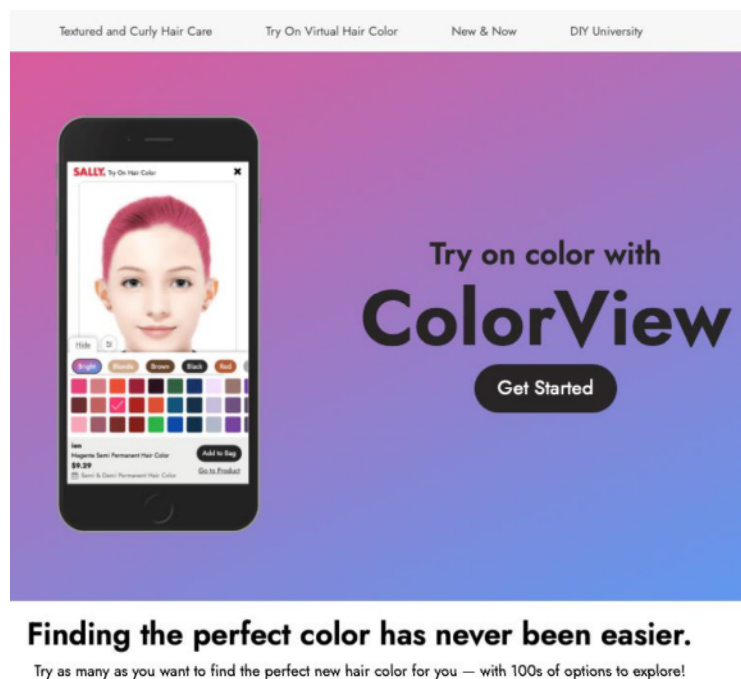 Textured and Curly Hair Care Try On Virtual Hair Color New & Now DIY University
SALLY. Try On Hair Color
Try on color with
ColorView
Get Started
Hide
Bright Blonde Brown Black Red
ion
Magenta Semi Permanent Hair Color
$9.29
Semi & Demi Permanent Hair Color
Add to Bag
Go to Product
Finding the perfect color has never been easier.
Try as many as you want to find the perfect new hair color for you — with 100s of options to explore!